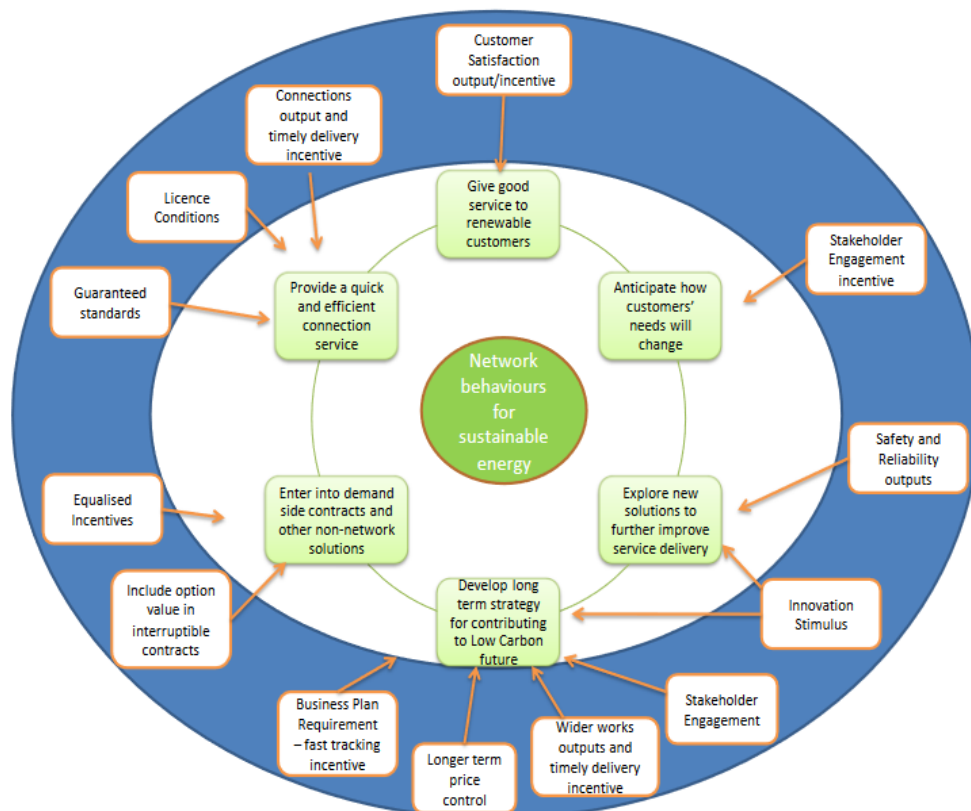 Customer
Satisfaction
output/incentive
Connections
output and
timely delivery
incentive
Licence
Conditions
Guaranteed
standards
Give good
service to
renewable
customers
Stakeholder
Engagement
incentive
Provide a quick
and efficient
connection
service
Anticipate how
customers'
needs will
change
Network
behaviours
for
sustainable
energy
Safety and
Reliability
outputs
Equalised
Incentives
Enter into demand
side contracts and
other non-network
solutions
Explore new
solutions to
further improve
service delivery
Include option
value in
interruptible
contracts
Develop long
term strategy
for contributing
to Low Carbon
future
Innovation
Stimulus
Business Plan
Requirement
– fast tracking
incentive
Longer term
price
control
Wider works
outputs and
timely delivery
incentive
Stakeholder
Engagement